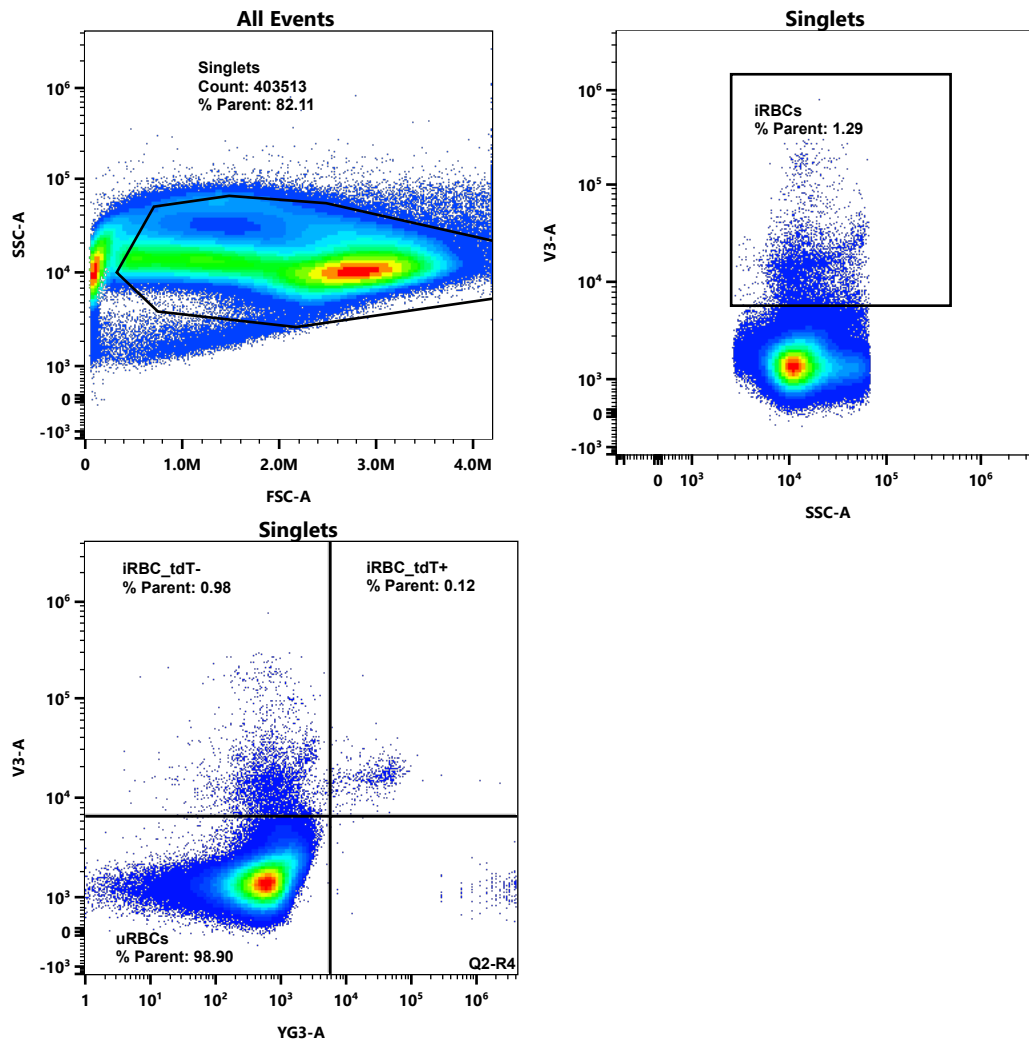 All Events
Singlets
Count: 403513
% Parent: 82.11
10⁶
10⁵
10⁴
10³
0
-10³
SSC-A
0
1.0M
2.0M
3.0M
4.0M
FSC-A
Singlets
iRBCs
% Parent: 1.29
10⁶
10⁵
10⁴
10³
0
-10³
V3-A
0
10³
10⁴
10⁵
10⁶
SSC-A
Singlets
iRBC_tdT-
% Parent: 0.98
iRBC_tdT+
% Parent: 0.12
10⁶
10⁵
10⁴
10³
0
-10³
V3-A
uRBCs
% Parent: 98.90
Q2-R4
1
10¹
10²
10³
10⁴
10⁵
10⁶
YG3-A